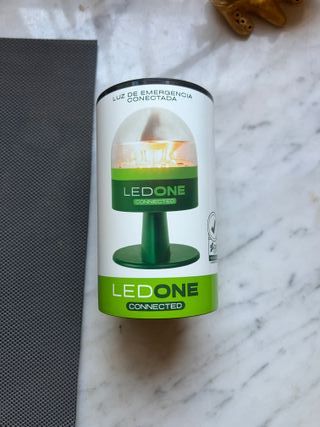 LUZ DE EMERGENCIA
CONECTADA
LEDONE
CONNECTED
LEDONE
CONNECTED